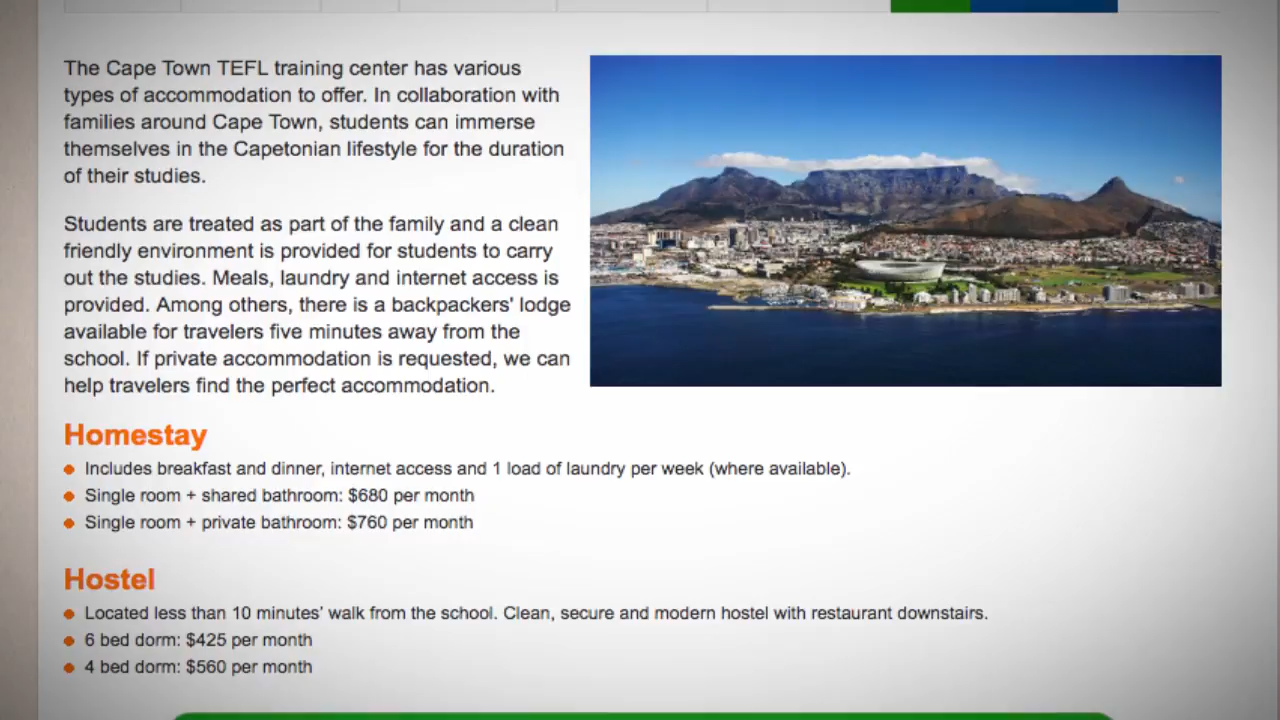 The Cape Town TEFL training center has various
types of accommodation to offer. In collaboration with
families around Cape Town, students can immerse
themselves in the Capetonian lifestyle for the duration
of their studies.
Students are treated as part of the family and a clean
friendly environment is provided for students to carry
out the studies. Meals, laundry and internet access is
provided. Among others, there is a backpackers' lodge
available for travelers five minutes away from the
school. If private accommodation is requested, we can
help travelers find the perfect accommodation.
Homestay
Includes breakfast and dinner, internet access and 1 load of laundry per week (where available).
Single room + shared bathroom: $680 per month
Single room + private bathroom: $760 per month
Hostel
Located less than 10 minutes’ walk from the school. Clean, secure and modern hostel with restaurant downstairs.
6 bed dorm: $425 per month
4 bed dorm: $560 per month